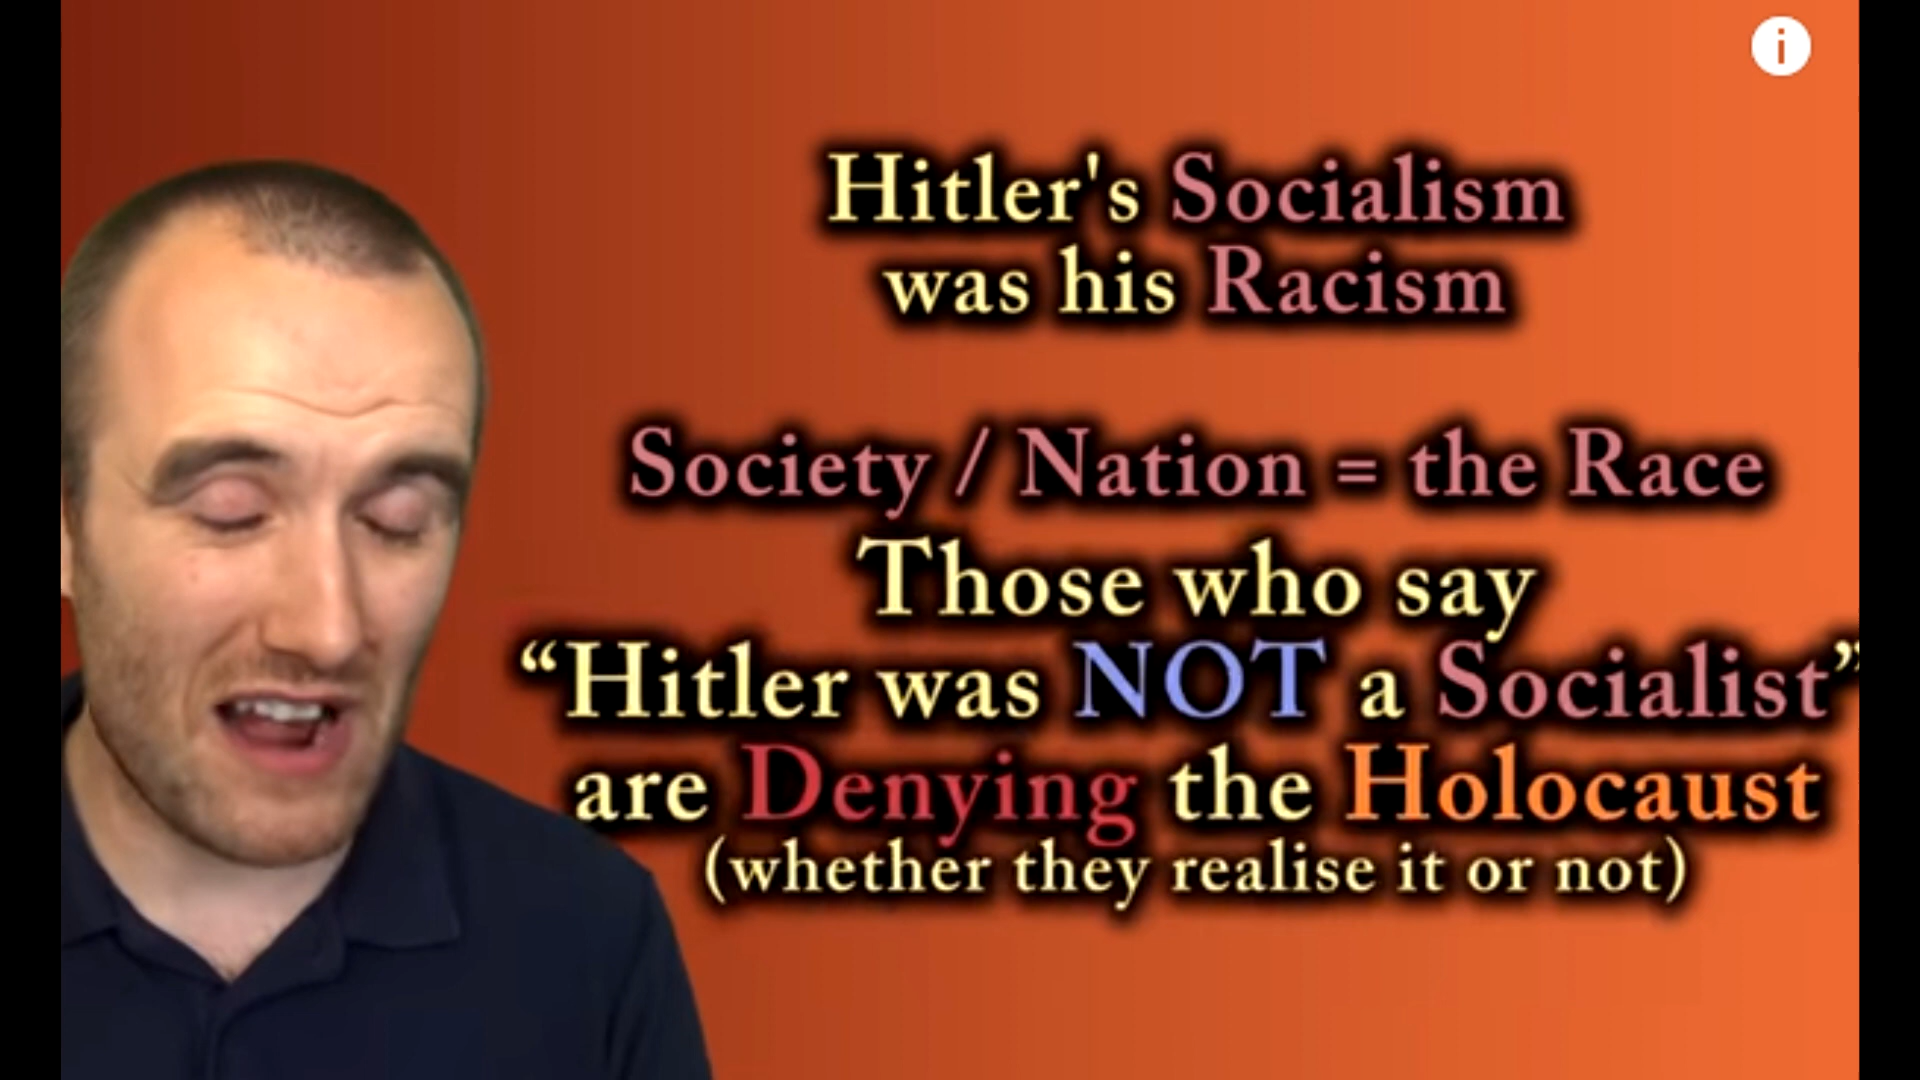 i
Hitler's Socialism
was his Racism
Society / Nation = the Race
Those who say
“Hitler was NOT a Socialist”
are Denying the Holocaust
(whether they realise it or not)